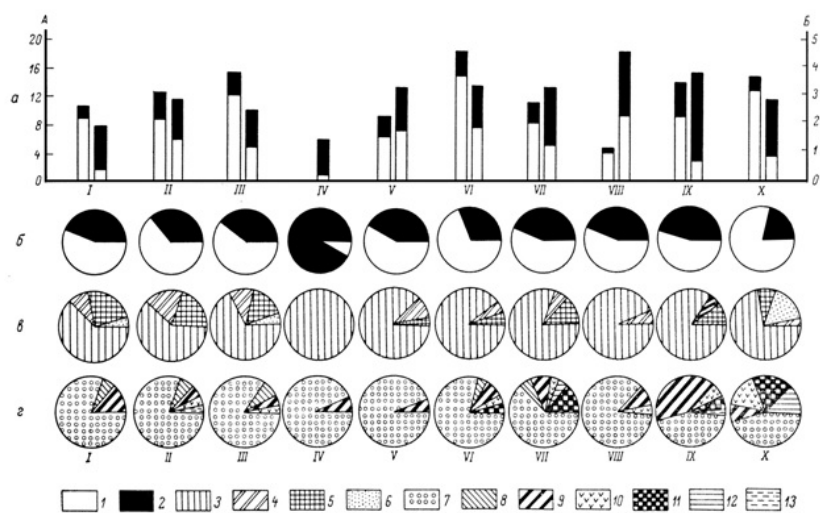 А Б
20 5
16 4
12 3
8 2
4 1
0 0
а
I II III IV V VI VII VIII IX X
б
в
г
I II III IV V VI VII VIII IX X
1 2 3 4 5 6 7 8 9 10 11 12 13